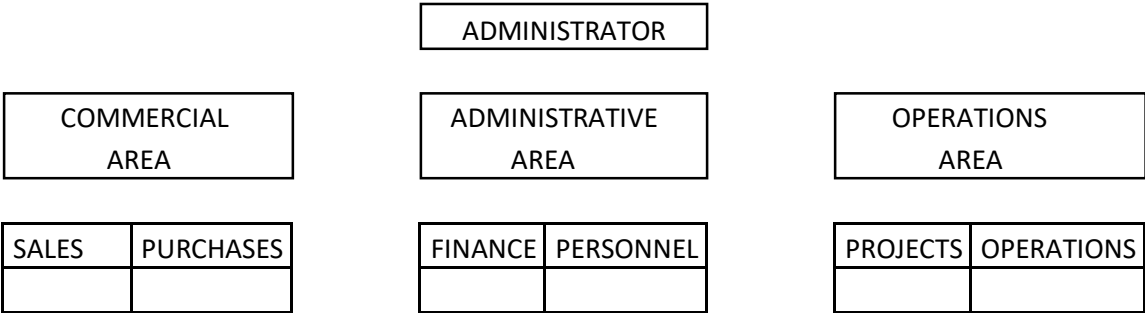 ADMINISTRATOR
COMMERCIAL
AREA
ADMINISTRATIVE
AREA
OPERATIONS
AREA
SALES PURCHASES
FINANCE PERSONNEL
PROJECTS OPERATIONS